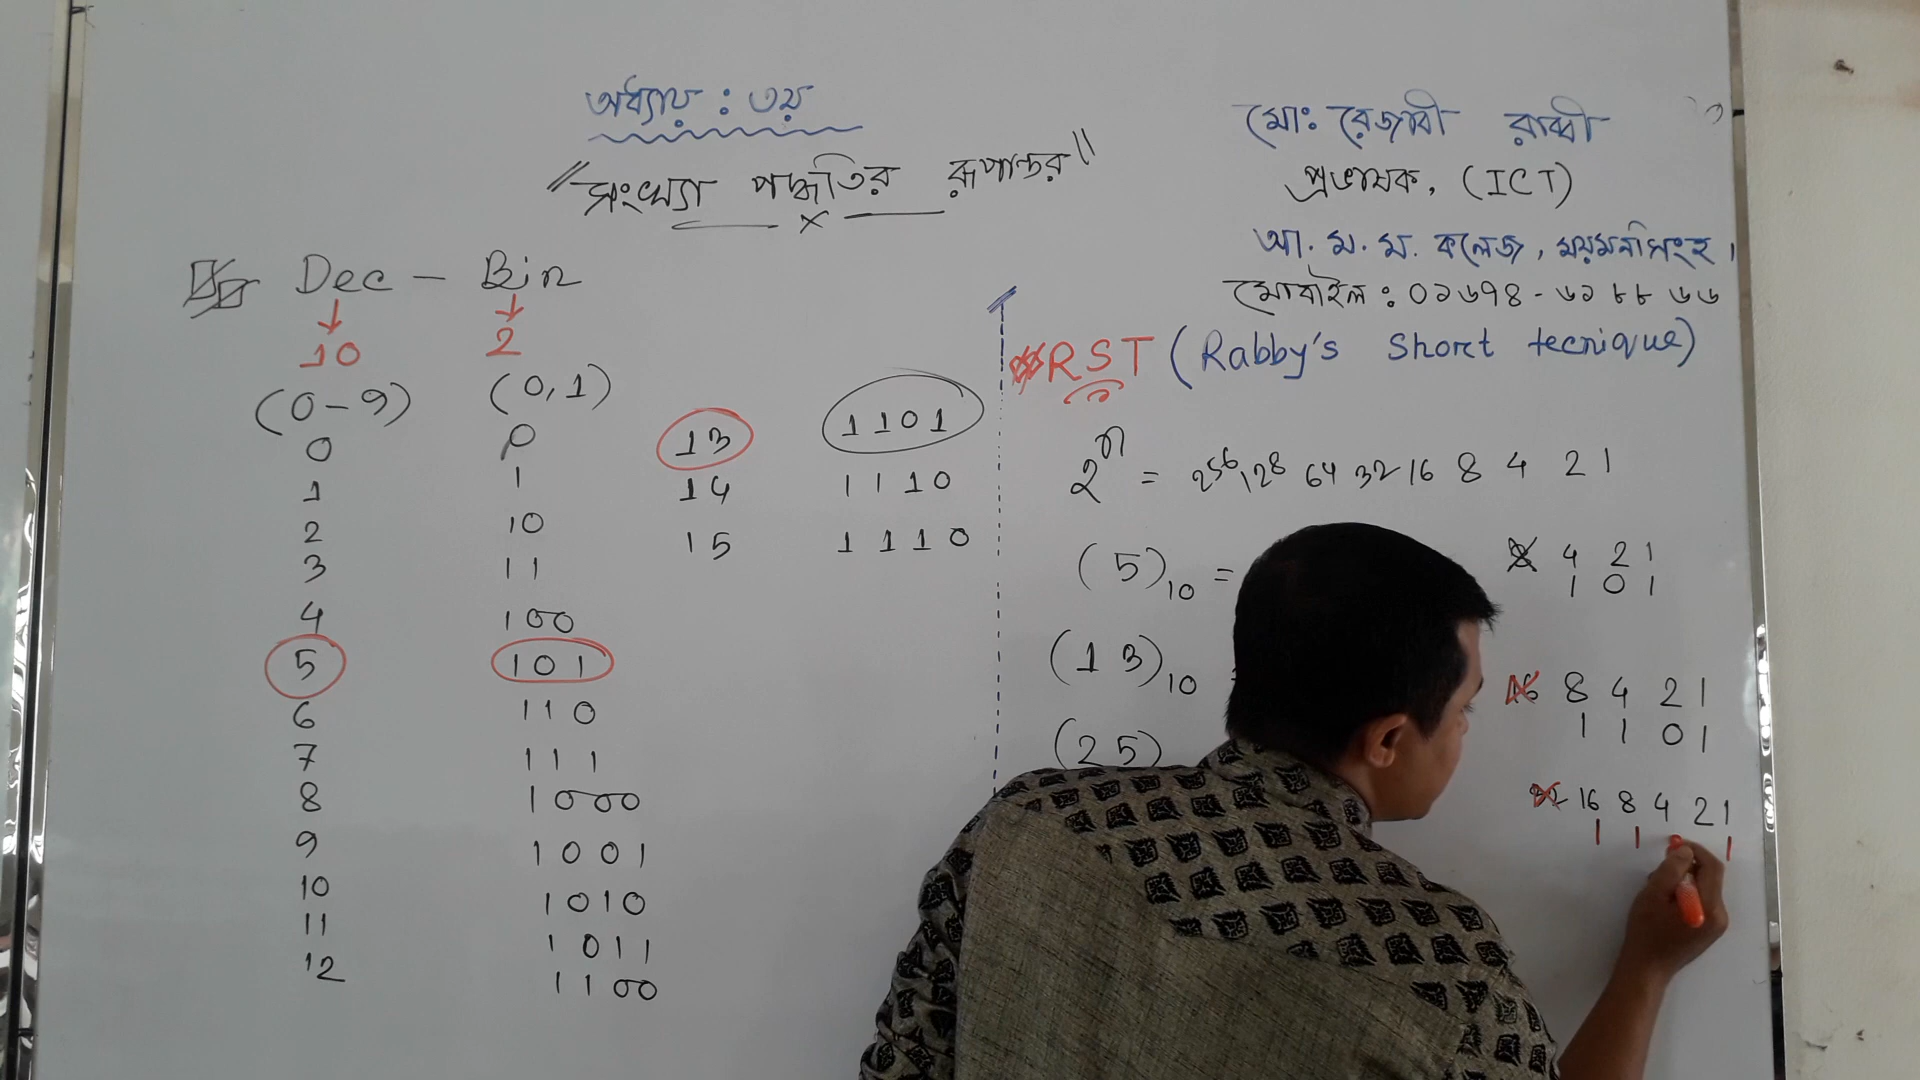 অধ্যায় : ৩য়
"সংখ্যা পদ্ধতির রূপান্তর"
মোঃ রেজাবী রাব্বী
প্রভাষক, (ICT)
আ. ম. ম. কলেজ, ময়মনসিংহ।
মোবাইল : ০১৬৭৪-৬১৮৮৬৬
Dec - Bin
10 2
(0-9) (0,1)
0 0
1 1
2 10
3 11
4 100
5 101
6 110
7 111
8 1000
9 1001
10 1010
11 1011
12 1100
13 1101
14 1110
15 1110
RST (Rabby's Short tecnique)
2^n = 256, 128 64 32 16 8 4 2 1
(5)10 = 8 4 2 1
1 0 1
(13)10 16 8 4 2 1
1 1 0 1
(25) 32 16 8 4 2 1
1 1 1